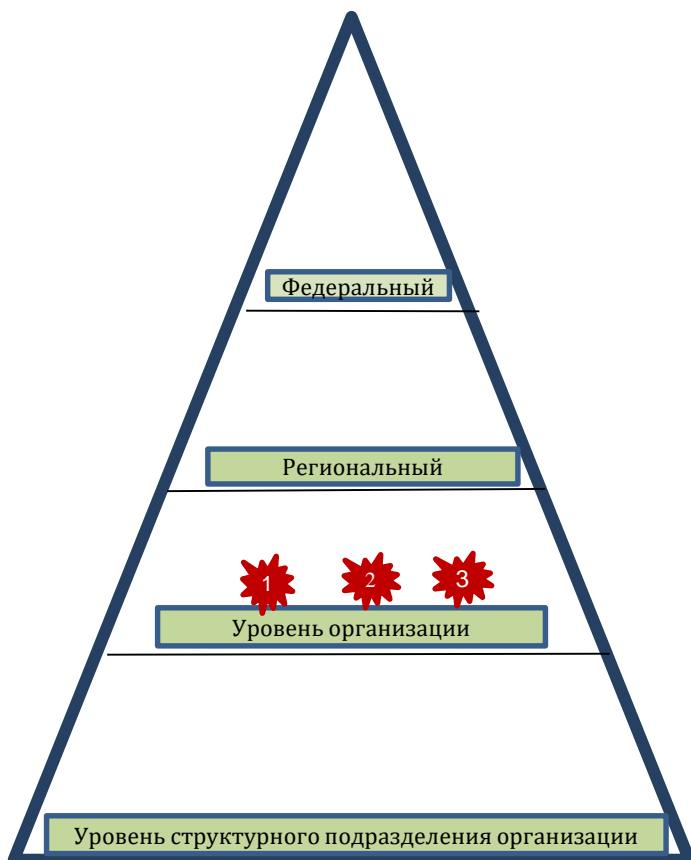 Федеральный
Региональный
1 2 3
Уровень организации
Уровень структурного подразделения организации